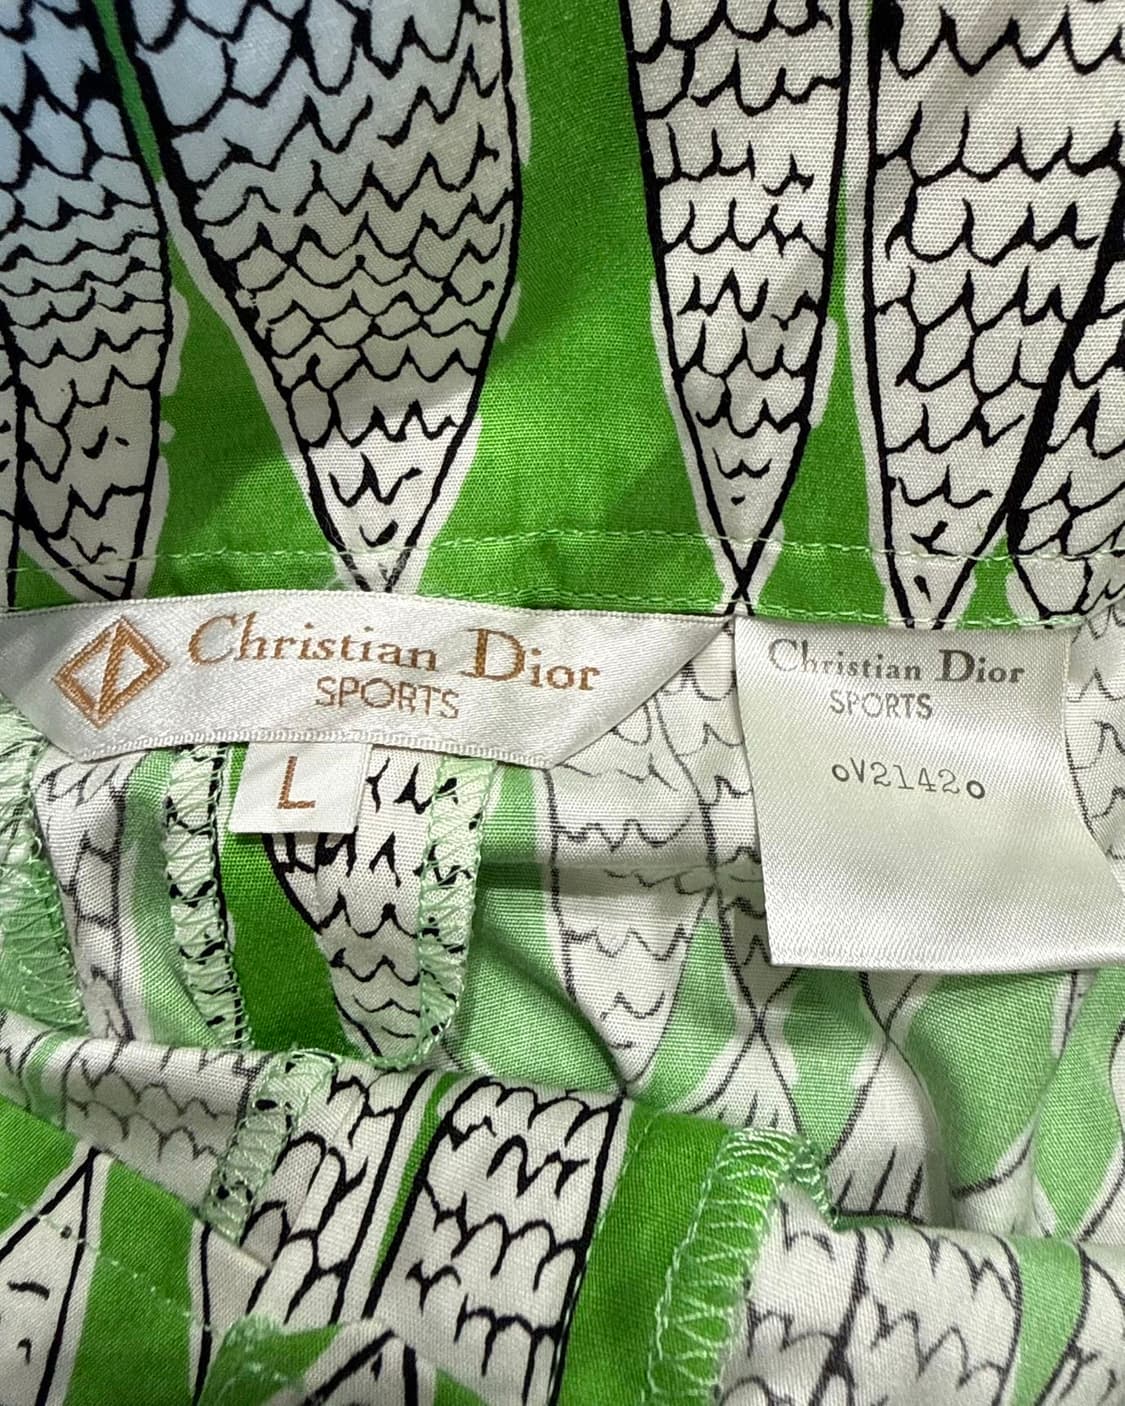 Christian Dior
SPORTS
L
Christian Dior
SPORTS
oV2142o